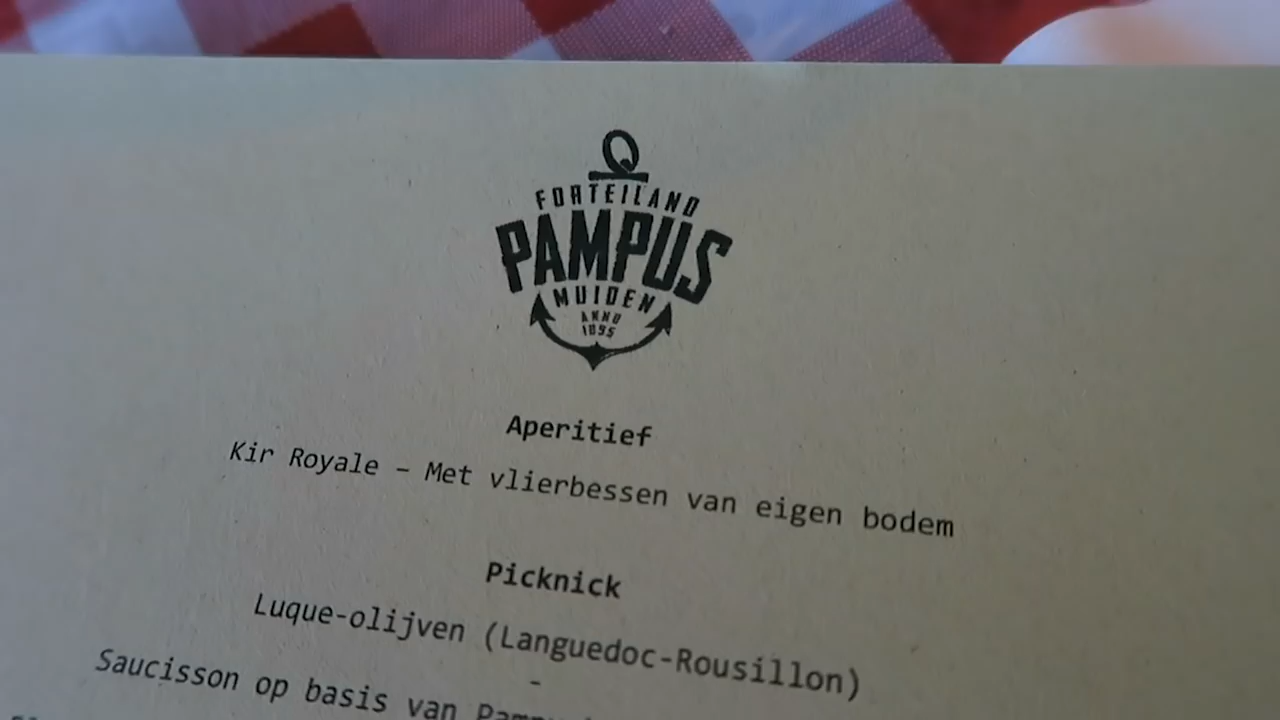 FORTEILAND
PAMPUS
MUIDEN
ANNO
1895
Aperitief
Kir Royale – Met vlierbessen van eigen bodem
Picknick
Luque-olijven (Languedoc-Rousillon)
-
Saucisson op basis van